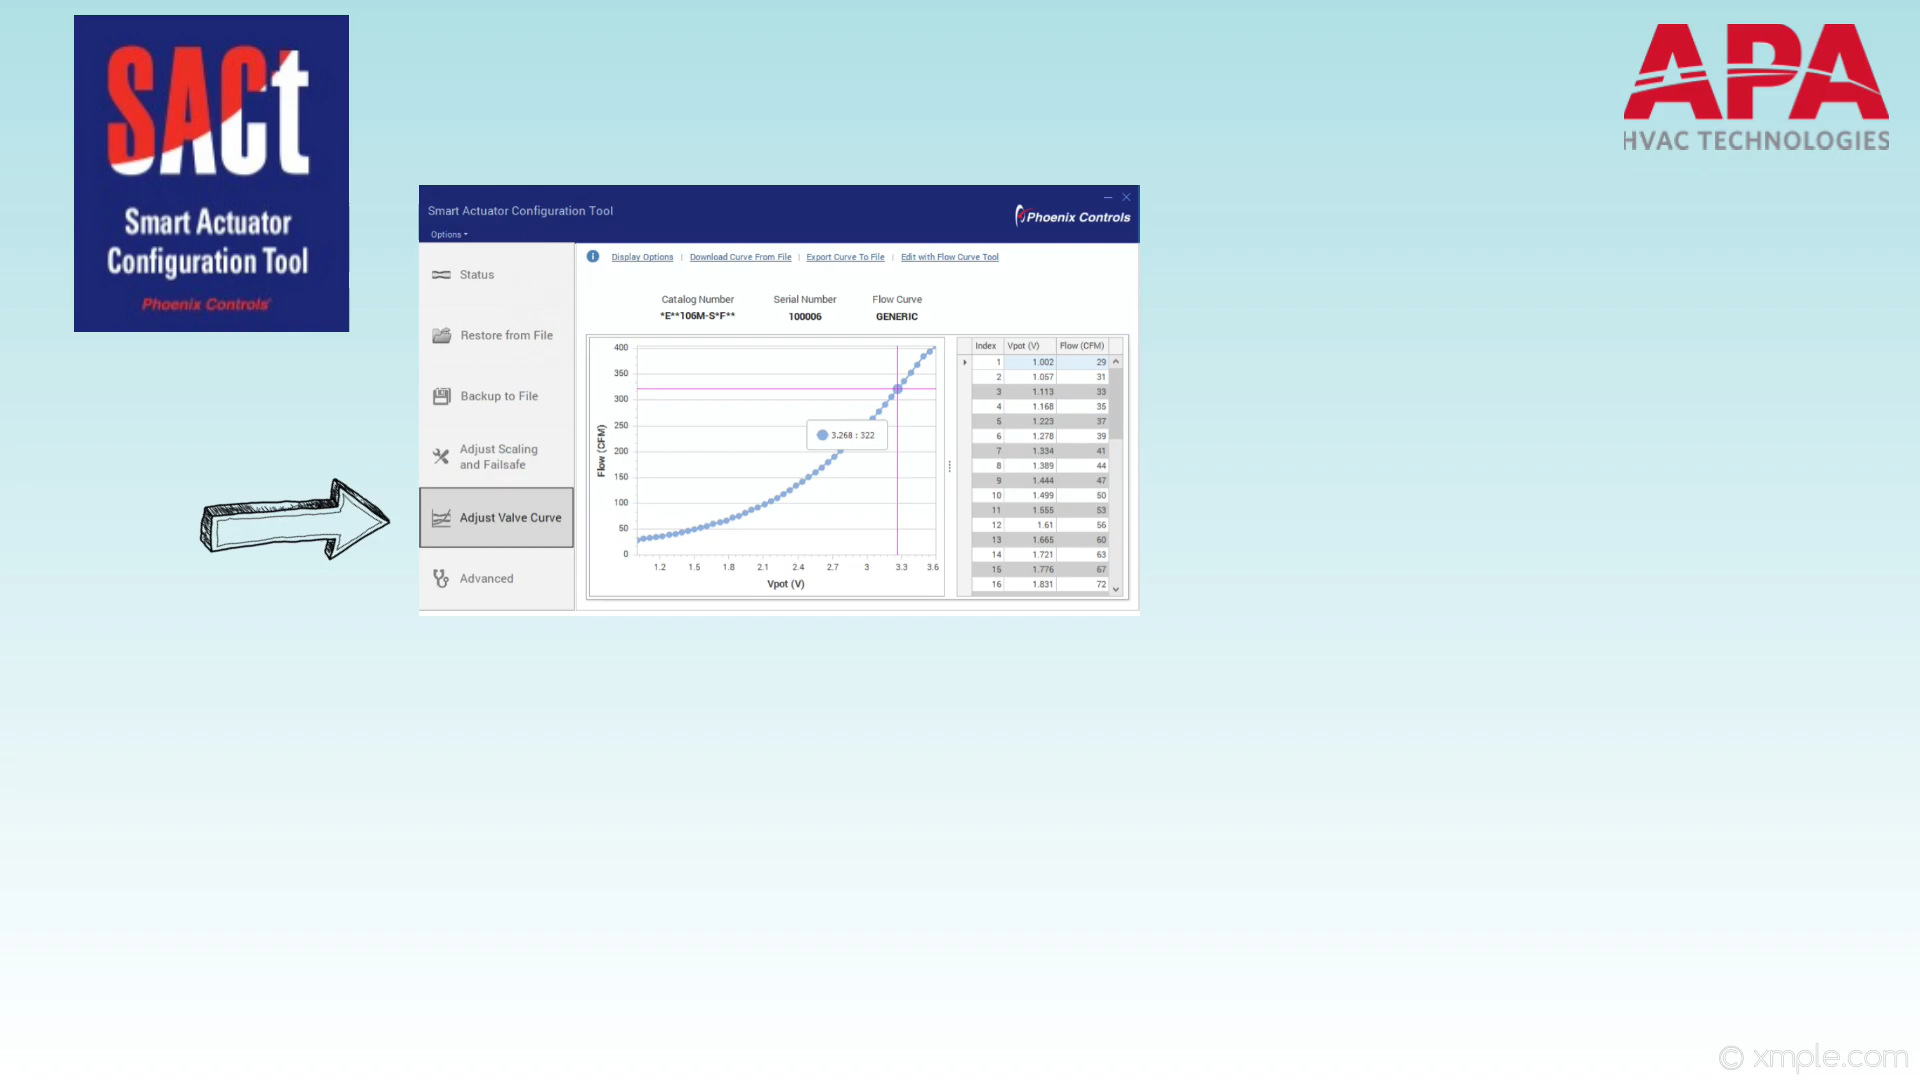 SACt
Smart Actuator
Configuration Tool
Phoenix Controls®
APA
HVAC TECHNOLOGIES
Smart Actuator Configuration Tool
Phoenix Controls
Options
Status
Restore from File
Backup to File
Adjust Scaling
and Failsafe
Adjust Valve Curve
Advanced
Display Options | Download Curve From File | Export Curve To File | Edit with Flow Curve Tool
Catalog Number Serial Number Flow Curve
*E**106M-S*F** 100006 GENERIC
Flow (CFM)
400
350
300
250
200
150
100
50
0
3.268 : 322
1.2 1.5 1.8 2.1 2.4 2.7 3 3.3 3.6
Vpot (V)
Index Vpot (V) Flow (CFM)
1 1.002 29
2 1.057 31
3 1.113 33
4 1.168 35
5 1.223 37
6 1.278 39
7 1.334 41
8 1.389 44
9 1.444 47
10 1.499 50
11 1.555 53
12 1.61 56
13 1.665 60
14 1.721 63
15 1.776 67
16 1.831 72
© xmple.com